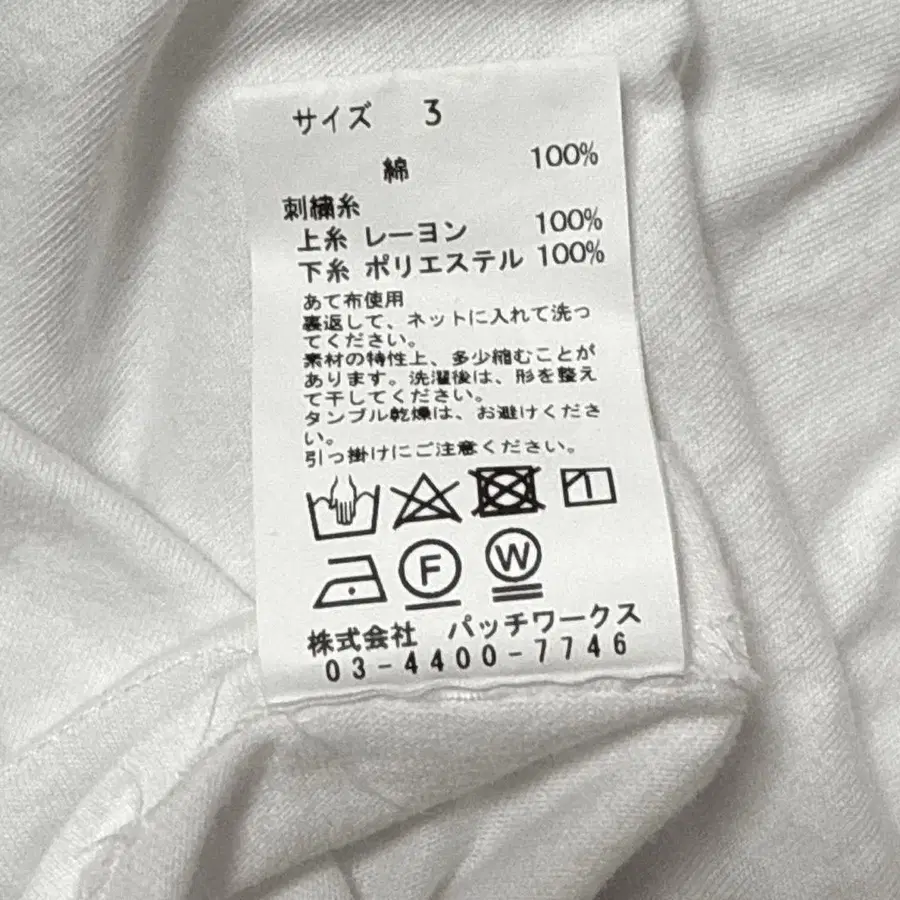 サイズ 3
綿 100%
刺繍糸
上糸 レーヨン 100%
下糸 ポリエステル 100%
あて布使用
裏返して、ネットに入れて洗っ
てください。
素材の特性上、多少縮むことが
あります。洗濯後は、形を整え
て干してください。
タンブル乾燥は、お避けくださ
い。
引っ掛けにご注意ください。
F W
株式会社 パッチワークス
03-4400-7746